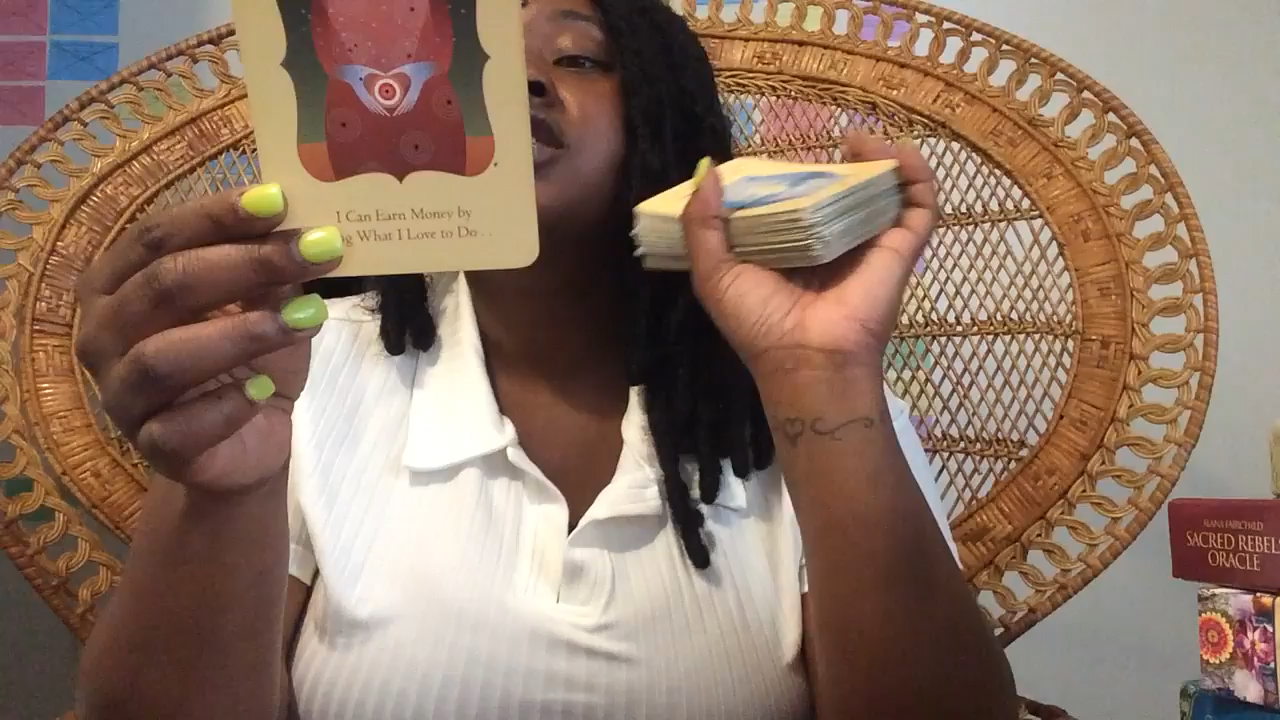 I Can Earn Money by
What I Love to Do . .
ALANA FAIRCHILD
SACRED REBELS
ORACLE